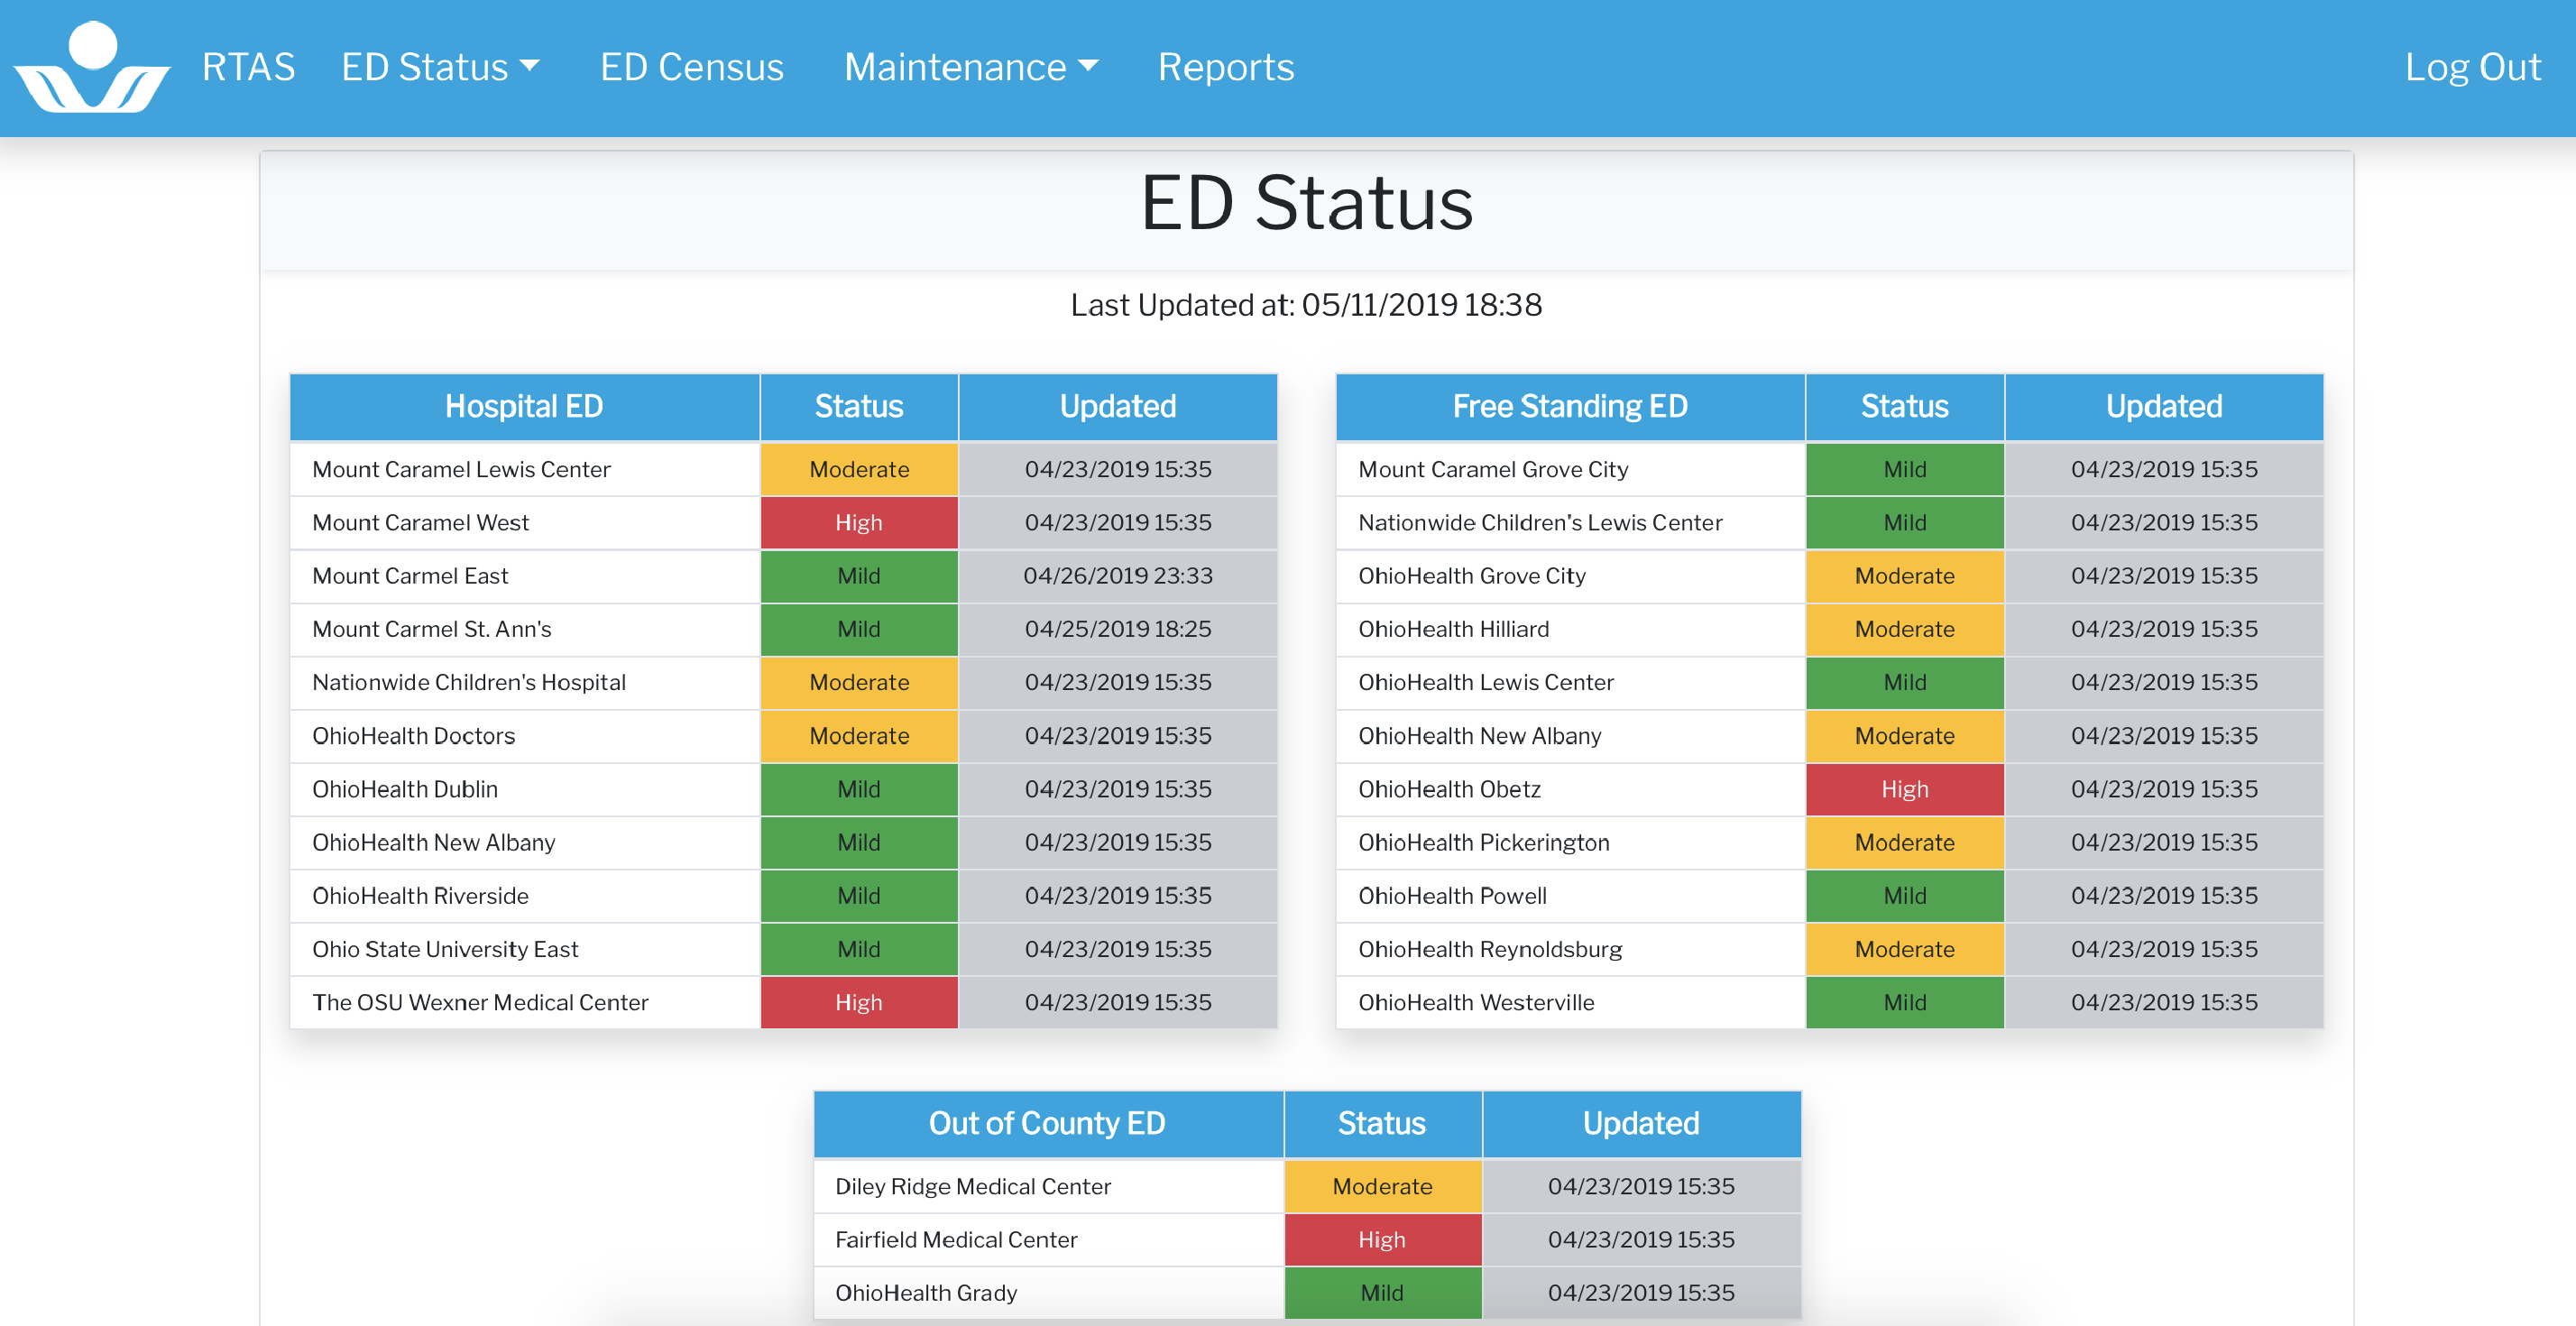 RTAS ED Status ED Census Maintenance Reports Log Out
ED Status
Last Updated at: 05/11/2019 18:38
Hospital ED Status Updated
Mount Caramel Lewis Center Moderate 04/23/2019 15:35
Mount Caramel West High 04/23/2019 15:35
Mount Carmel East Mild 04/26/2019 23:33
Mount Carmel St. Ann's Mild 04/25/2019 18:25
Nationwide Children's Hospital Moderate 04/23/2019 15:35
OhioHealth Doctors Moderate 04/23/2019 15:35
OhioHealth Dublin Mild 04/23/2019 15:35
OhioHealth New Albany Mild 04/23/2019 15:35
OhioHealth Riverside Mild 04/23/2019 15:35
Ohio State University East Mild 04/23/2019 15:35
The OSU Wexner Medical Center High 04/23/2019 15:35
Free Standing ED Status Updated
Mount Caramel Grove City Mild 04/23/2019 15:35
Nationwide Children's Lewis Center Mild 04/23/2019 15:35
OhioHealth Grove City Moderate 04/23/2019 15:35
OhioHealth Hilliard Moderate 04/23/2019 15:35
OhioHealth Lewis Center Mild 04/23/2019 15:35
OhioHealth New Albany Moderate 04/23/2019 15:35
OhioHealth Obetz High 04/23/2019 15:35
OhioHealth Pickerington Moderate 04/23/2019 15:35
OhioHealth Powell Mild 04/23/2019 15:35
OhioHealth Reynoldsburg Moderate 04/23/2019 15:35
OhioHealth Westerville Mild 04/23/2019 15:35
Out of County ED Status Updated
Diley Ridge Medical Center Moderate 04/23/2019 15:35
Fairfield Medical Center High 04/23/2019 15:35
OhioHealth Grady Mild 04/23/2019 15:35